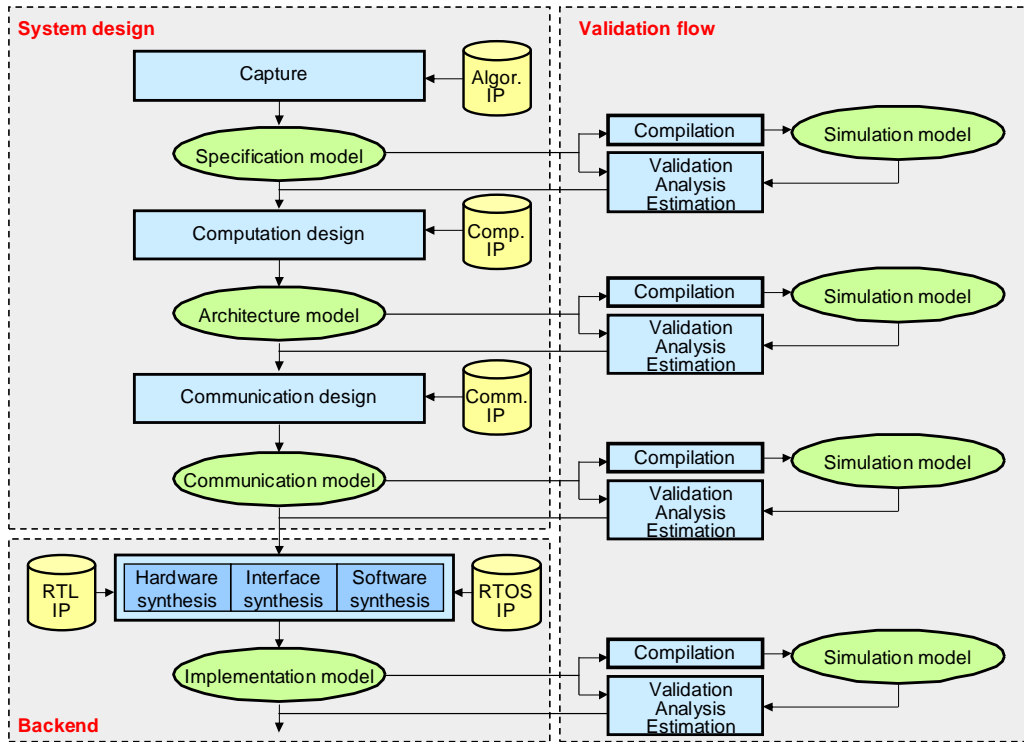 System design
Capture
Algor.
IP
Specification model
Computation design
Comp.
IP
Architecture model
Communication design
Comm.
IP
Communication model
Validation flow
Compilation
Simulation model
Validation
Analysis
Estimation
Compilation
Simulation model
Validation
Analysis
Estimation
Compilation
Simulation model
Validation
Analysis
Estimation
RTL
IP
Hardware
synthesis
Interface
synthesis
Software
synthesis
RTOS
IP
Implementation model
Backend
Compilation
Simulation model
Validation
Analysis
Estimation